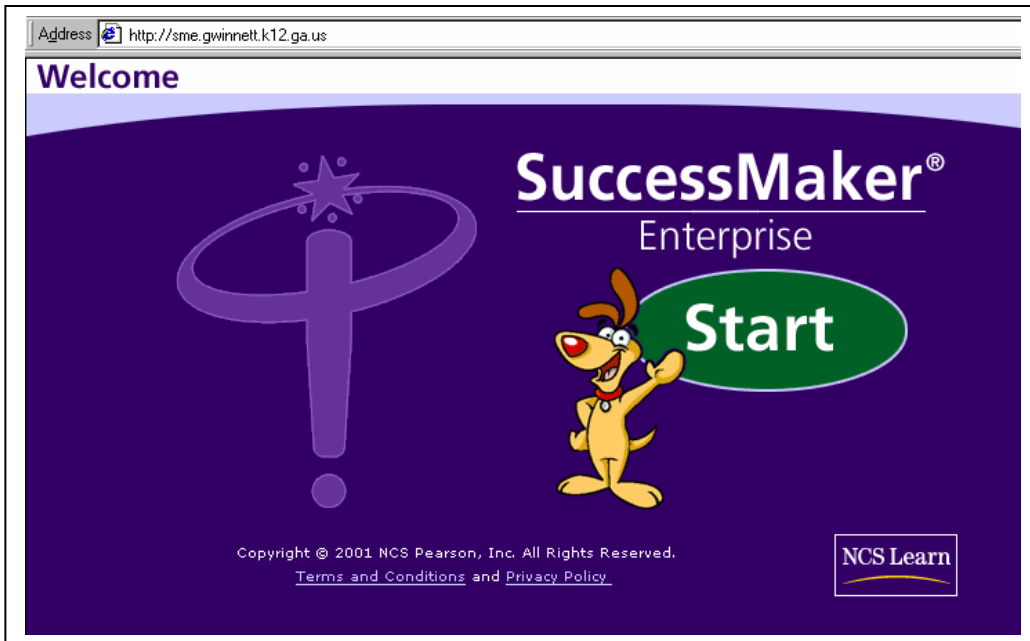 Address http://sme.gwinnett.k12.ga.us
Welcome
SuccessMaker®
Enterprise
Start
Copyright © 2001 NCS Pearson, Inc. All Rights Reserved.
Terms and Conditions and Privacy Policy
NCS Learn